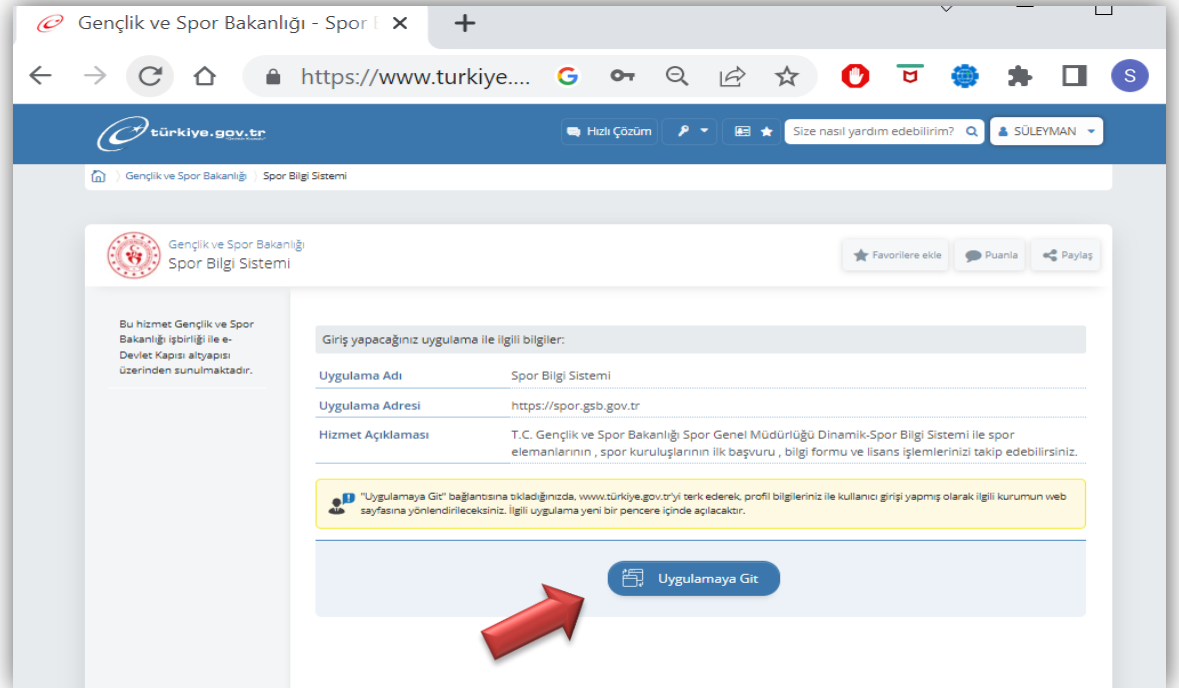 Gençlik ve Spor Bakanlığı - Spor
https://www.turkiye....
S
türkiye.gov.tr
Hızlı Çözüm
Size nasıl yardım edebilirim?
SÜLEYMAN
Gençlik ve Spor Bakanlığı
Spor Bilgi Sistemi
Gençlik ve Spor Bakanlığı
Spor Bilgi Sistemi
Favorilere ekle
Puanla
Paylaş
Bu hizmet Gençlik ve Spor
Bakanlığı işbirliği ile e-
Devlet Kapısı altyapısı
üzerinden sunulmaktadır.
Giriş yapacağınız uygulama ile ilgili bilgiler:
Uygulama Adı Spor Bilgi Sistemi
Uygulama Adresi https://spor.gsb.gov.tr
Hizmet Açıklaması T.C. Gençlik ve Spor Bakanlığı Spor Genel Müdürlüğü Dinamik-Spor Bilgi Sistemi ile spor
elemanlarının , spor kuruluşlarının ilk başvuru , bilgi formu ve lisans işlemlerinizi takip edebilirsiniz.
"Uygulamaya Git" bağlantısına tıkladığınızda, www.türkiye.gov.tr'yi terk ederek, profil bilgileriniz ile kullanıcı girişi yapmış olarak ilgili kurumun web
sayfasına yönlendirileceksiniz. İlgili uygulama yeni bir pencere içinde açılacaktır.
Uygulamaya Git